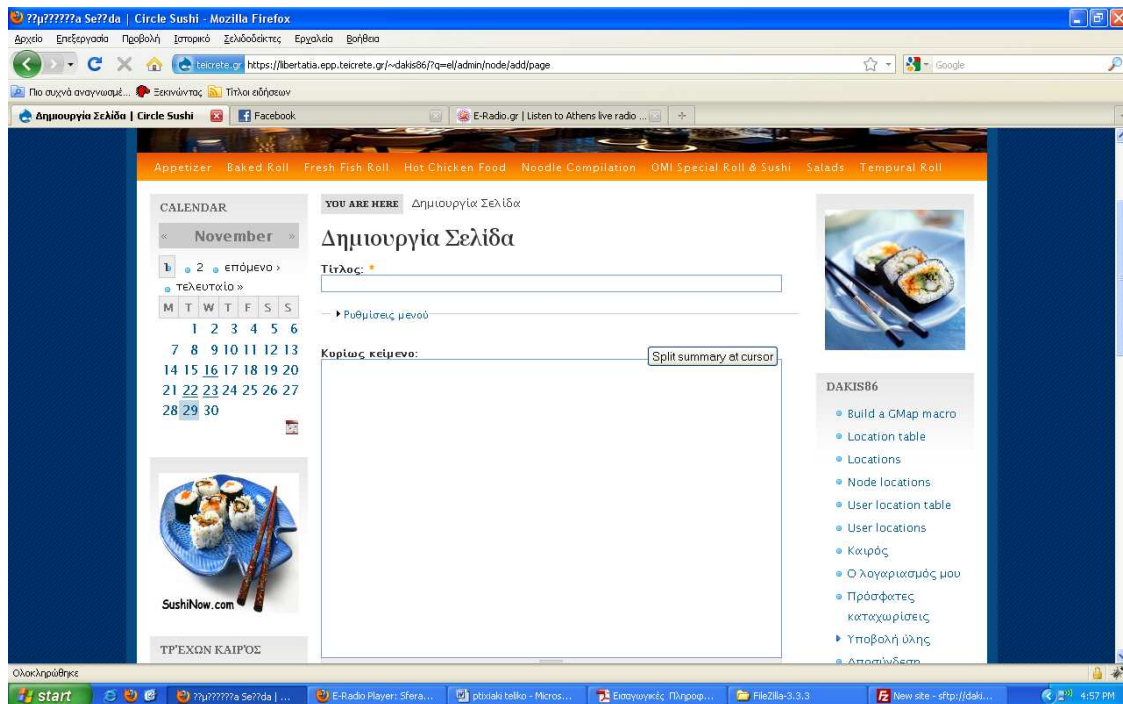 ??μ??????a Se??da | Circle Sushi - Mozilla Firefox
Αρχείο Επεξεργασία Προβολή Ιστορικό Σελιδοδείκτες Εργαλεία Βοήθεια
teicrete.gr https://libertatia.epp.teicrete.gr/~dakis86/?q=el/admin/node/add/page
Google
Πιο συχνά αναγνωσμέ... Ξεκινώντας Τίτλοι ειδήσεων
Δημιουργία Σελίδα | Circle Sushi Facebook E-Radio.gr | Listen to Athens live radio ...
Appetizer Baked Roll Fresh Fish Roll Hot Chicken Food Noodle Compilation OMI Special Roll & Sushi Salads Tempural Roll
CALENDAR
« November »
1 2 επόμενο ›
τελευταίο »
M T W T F S S
1 2 3 4 5 6
7 8 9 10 11 12 13
14 15 16 17 18 19 20
21 22 23 24 25 26 27
28 29 30
SushiNow.com
ΤΡΈΧΩΝ ΚΑΙΡΌΣ
YOU ARE HERE Δημιουργία Σελίδα
Δημιουργία Σελίδα
Τίτλος: *
Ρυθμίσεις μενού
Κυρίως κείμενο:
Split summary at cursor
DAKIS86
Build a GMap macro
Location table
Locations
Node locations
User location table
User locations
Καιρός
Ο λογαριασμός μου
Πρόσφατες
καταχωρίσεις
Υποβολή ύλης
Αποσύνδεση
Ολοκληρώθηκε
start ??μ??????a Se??da | ... E-Radio Player: Sfera... ptixiaki teliko - Micros... Εισαγωγικές Πληροφ... FileZilla-3.3.3 New site - sftp://daki... 4:57 PM